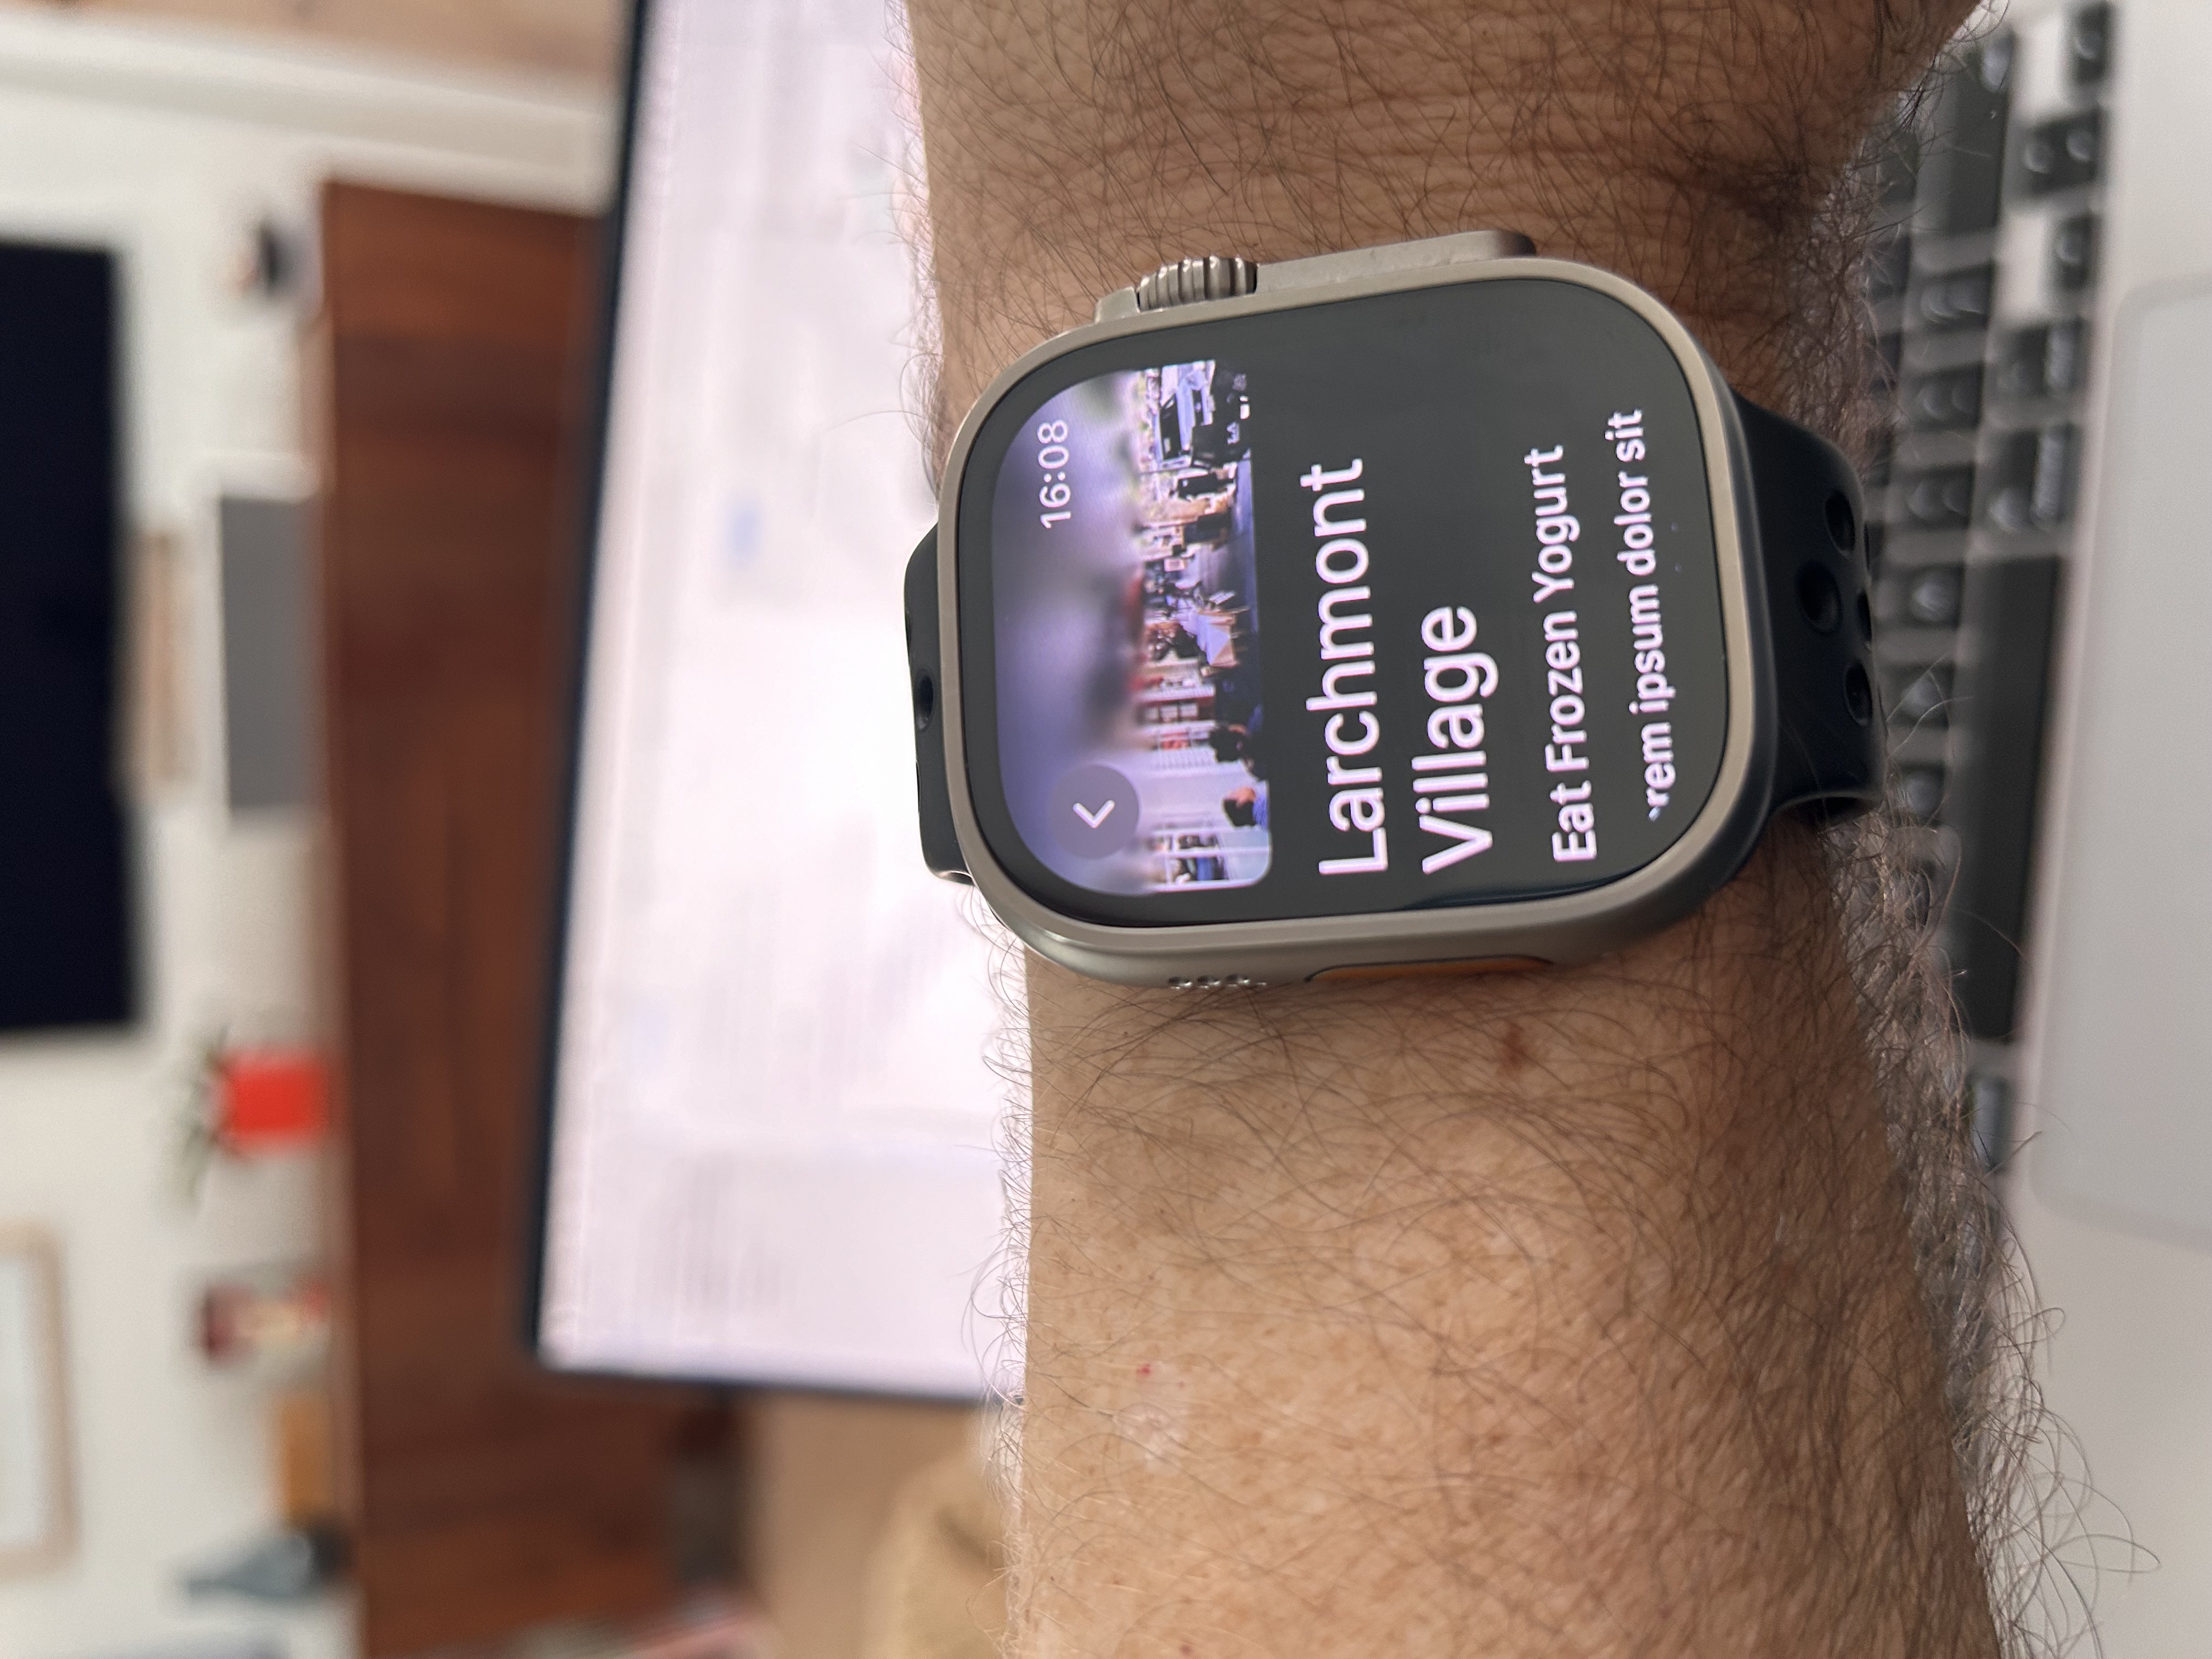 16:08
Larchmont
Village
Eat Frozen Yogurt
rem ipsum dolor sit